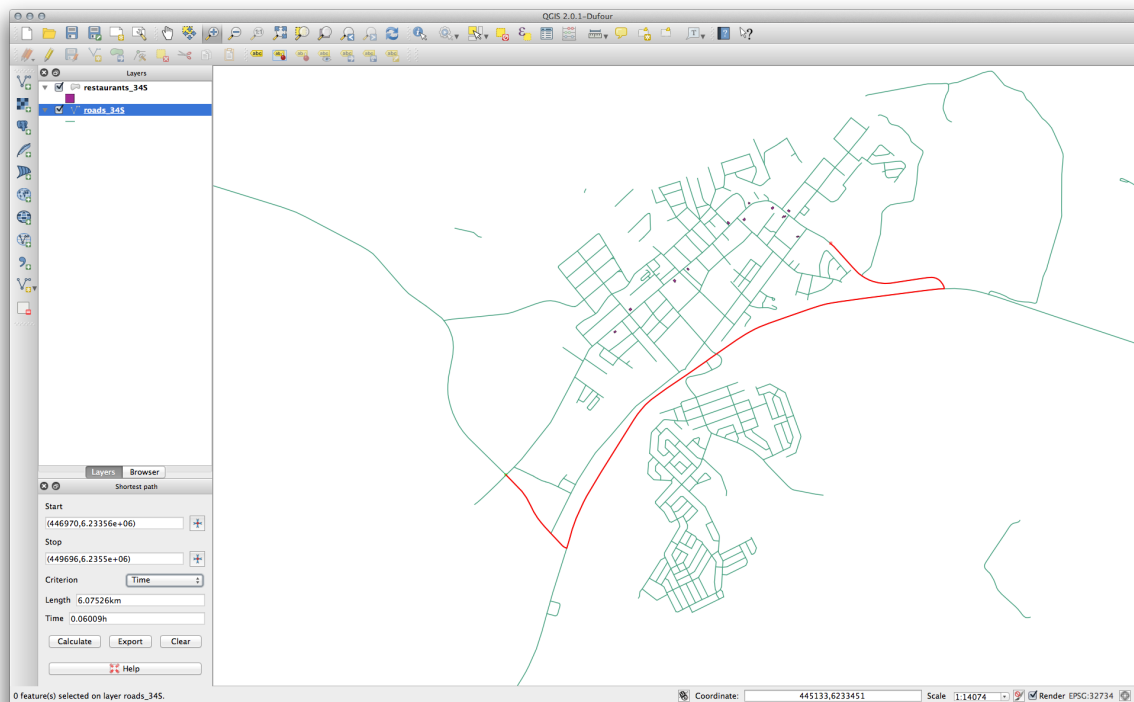 QGIS 2.0.1-Dufour
Layers
restaurants_34S
roads_34S
Layers Browser
Shortest path
Start
(446970,6.23356e+06)
Stop
(449696,6.2355e+06)
Criterion Time
Length 6.07526km
Time 0.06009h
Calculate Export Clear
Help
0 feature(s) selected on layer roads_34S.
Coordinate: 445133,6233451 Scale 1:14074 Render EPSG:32734